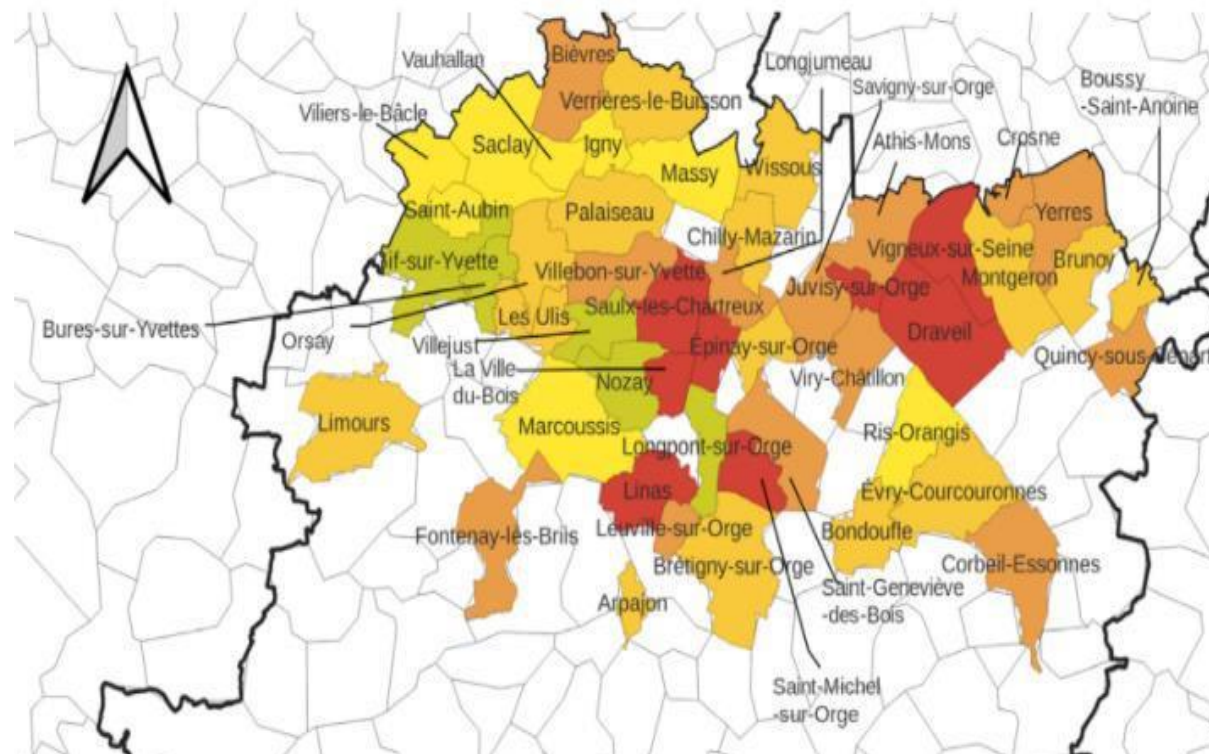 Bièvres
Vauhallan
Longjumeau
Savigny-sur-Orge
Boussy
-Saint-Anoîne
Verrières-le-Buisson
Viliers-le-Bâcle
Saclay
Igny
Athis-Mons
Crosne
Massy
Wissous
Saint-Aubin
Palaiseau
Yerres
Chilly-Mazarin
Vigneux-sur-Seine
Brunoy
Gif-sur-Yvette
Villebon-sur-Yvette
Montgeron
Juvisy-sur-Orge
Saulx-les-Chartreux
Les Ulis
Bures-sur-Yvettes
Orsay
Draveil
Villejust
Épinay-sur-Orge
La Ville
du-Bois
Nozay
Viry-Châtillon
Quincy-sous-Sénart
Limours
Marcoussis
Ris-Orangis
Longpont-sur-Orge
Linas
Évry-Courcouronnes
Leuville-sur-Orge
Bondoufle
Fontenay-lès-Briis
Brétigny-sur-Orge
Corbeil-Essonnes
Saint-Geneviève
-des-Bois
Arpajon
Saint-Michel
-sur-Orge